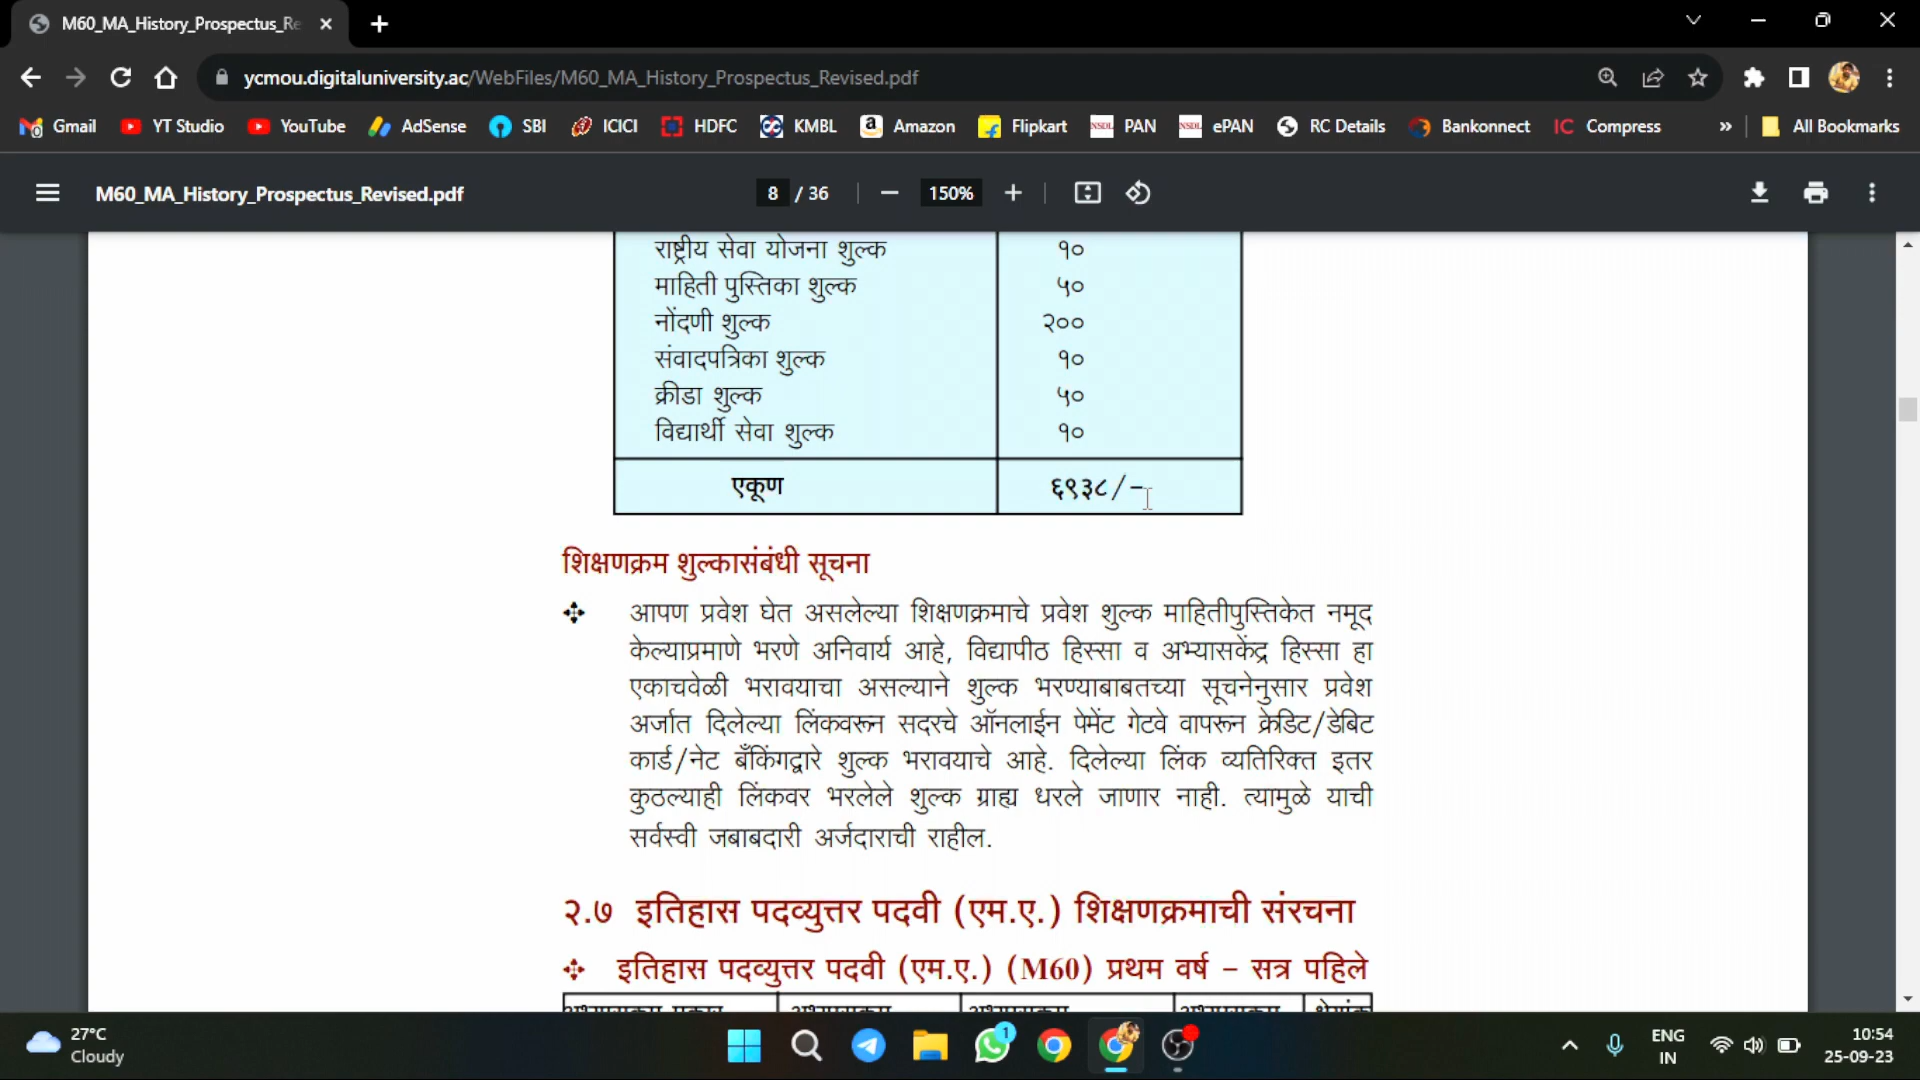 M60_MA_History_Prospectus_Re
ycmou.digitaluniversity.ac/WebFiles/M60_MA_History_Prospectus_Revised.pdf
Gmail YT Studio YouTube AdSense SBI ICICI HDFC KMBL Amazon Flipkart PAN ePAN RC Details Bankonnect IC Compress » All Bookmarks
M60_MA_History_Prospectus_Revised.pdf 8 / 36 150%
राष्ट्रीय सेवा योजना शुल्क १०
माहिती पुस्तिका शुल्क ५०
नोंदणी शुल्क २००
संवादपत्रिका शुल्क १०
क्रीडा शुल्क ५०
विद्यार्थी सेवा शुल्क १०
एकूण ६९३८/-
शिक्षणक्रम शुल्कासंबंधी सूचना
आपण प्रवेश घेत असलेल्या शिक्षणक्रमाचे प्रवेश शुल्क माहितीपुस्तिकेत नमूद
केल्याप्रमाणे भरणे अनिवार्य आहे, विद्यापीठ हिस्सा व अभ्यासकेंद्र हिस्सा हा
एकाचवेळी भरावयाचा असल्याने शुल्क भरण्याबाबतच्या सूचनेनुसार प्रवेश
अर्जात दिलेल्या लिंकवरून सदरचे ऑनलाईन पेमेंट गेटवे वापरून क्रेडिट/डेबिट
कार्ड/नेट बँकिंगद्वारे शुल्क भरावयाचे आहे. दिलेल्या लिंक व्यतिरिक्त इतर
कुठल्याही लिंकवर भरलेले शुल्क ग्राह्य धरले जाणार नाही. त्यामुळे याची
सर्वस्वी जबाबदारी अर्जदाराची राहील.
२.७ इतिहास पदव्युत्तर पदवी (एम.ए.) शिक्षणक्रमाची संरचना
इतिहास पदव्युत्तर पदवी (एम.ए.) (M60) प्रथम वर्ष – सत्र पहिले
27°C
Cloudy
1
ENG
IN
10:54
25-09-23